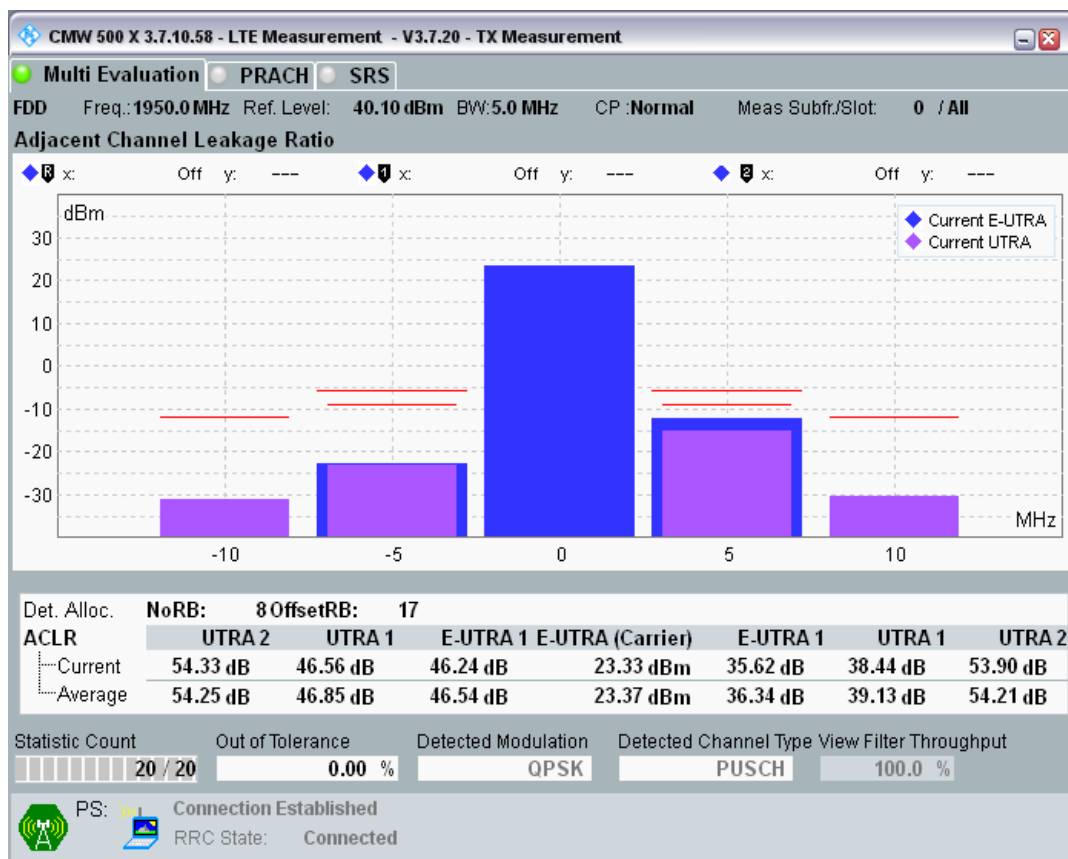 CMW 500 X 3.7.10.58 - LTE Measurement - V3.7.20 - TX Measurement
Multi Evaluation PRACH SRS
FDD Freq.: 1950.0 MHz Ref. Level: 40.10 dBm BW: 5.0 MHz CP : Normal Meas Subfr./Slot: 0 / All
Adjacent Channel Leakage Ratio
R x: Off y: --- 1 x: Off y: --- 2 x: Off y: ---
dBm
Current E-UTRA
Current UTRA
30
20
10
0
-10
-20
-30
MHz
-10 -5 0 5 10
Det. Alloc. NoRB: 8 OffsetRB: 17
ACLR UTRA 2 UTRA 1 E-UTRA 1 E-UTRA (Carrier) E-UTRA 1 UTRA 1 UTRA 2
Current 54.33 dB 46.56 dB 46.24 dB 23.33 dBm 35.62 dB 38.44 dB 53.90 dB
Average 54.25 dB 46.85 dB 46.54 dB 23.37 dBm 36.34 dB 39.13 dB 54.21 dB
Statistic Count Out of Tolerance Detected Modulation Detected Channel Type View Filter Throughput
20 / 20 0.00 % QPSK PUSCH 100.0 %
PS: Connection Established
RRC State: Connected